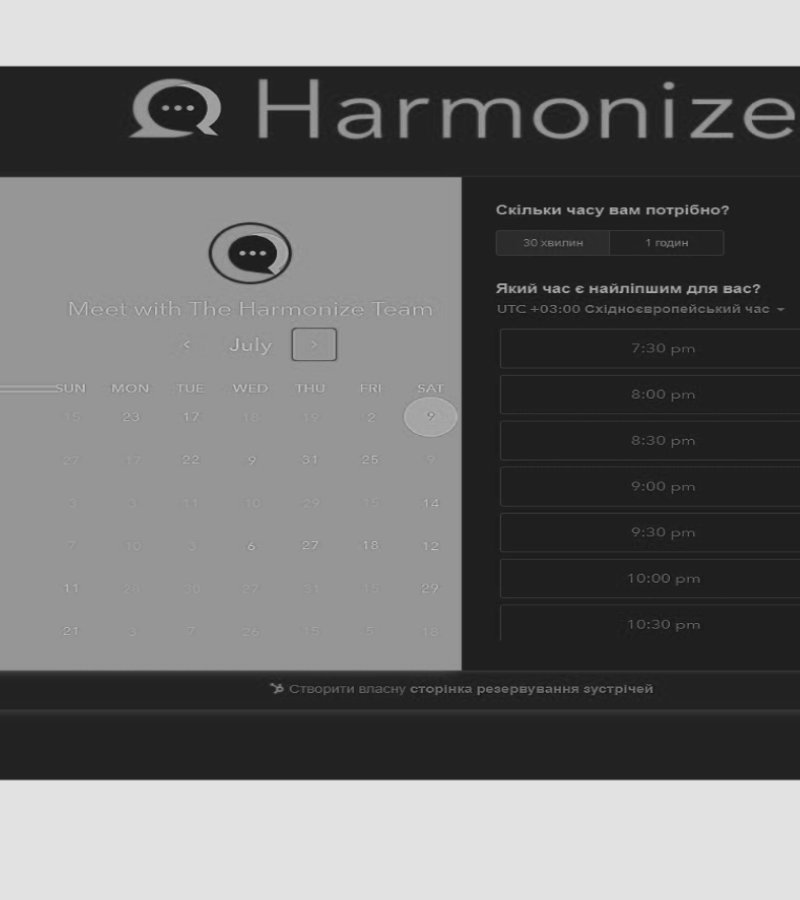 Harmonize
Meet with The Harmonize Team
July
SUN MON TUE WED THU FRI SAT
15 23 17 18 19 2 9
27 17 22 9 31 25 9
3 3 11 10 29 15 14
7 10 3 6 27 18 12
11 30 27 31 15 29
21 3 7 26 15 5 18
Скільки часу вам потрібно?
30 хвилин 1 годин
Який час є найліпшим для вас?
UTC +03:00 Східноєвропейський час
7:30 pm
8:00 pm
8:30 pm
9:00 pm
9:30 pm
10:00 pm
10:30 pm
Створити власну сторінка резервування зустрічей